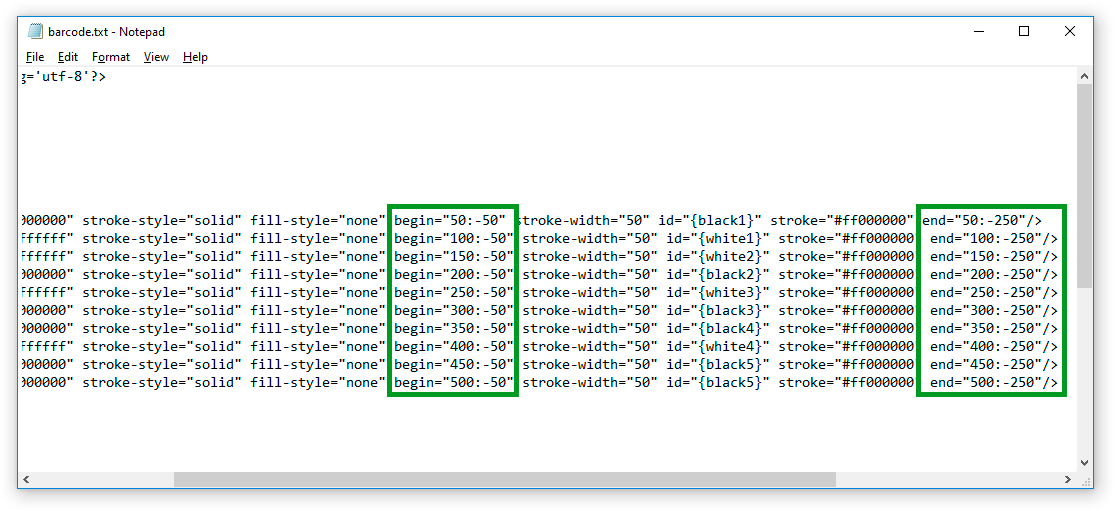 barcode.txt - Notepad
File Edit Format View Help
g='utf-8'?>
000000" stroke-style="solid" fill-style="none" begin="50:-50" stroke-width="50" id="{black1}" stroke="#ff000000" end="50:-250"/>
ffffff" stroke-style="solid" fill-style="none" begin="100:-50" stroke-width="50" id="{white1}" stroke="#ff000000" end="100:-250"/>
ffffff" stroke-style="solid" fill-style="none" begin="150:-50" stroke-width="50" id="{white2}" stroke="#ff000000" end="150:-250"/>
000000" stroke-style="solid" fill-style="none" begin="200:-50" stroke-width="50" id="{black2}" stroke="#ff000000" end="200:-250"/>
ffffff" stroke-style="solid" fill-style="none" begin="250:-50" stroke-width="50" id="{white3}" stroke="#ff000000" end="250:-250"/>
000000" stroke-style="solid" fill-style="none" begin="300:-50" stroke-width="50" id="{black3}" stroke="#ff000000" end="300:-250"/>
000000" stroke-style="solid" fill-style="none" begin="350:-50" stroke-width="50" id="{black4}" stroke="#ff000000" end="350:-250"/>
ffffff" stroke-style="solid" fill-style="none" begin="400:-50" stroke-width="50" id="{white4}" stroke="#ff000000" end="400:-250"/>
000000" stroke-style="solid" fill-style="none" begin="450:-50" stroke-width="50" id="{black5}" stroke="#ff000000" end="450:-250"/>
000000" stroke-style="solid" fill-style="none" begin="500:-50" stroke-width="50" id="{black5}" stroke="#ff000000" end="500:-250"/>